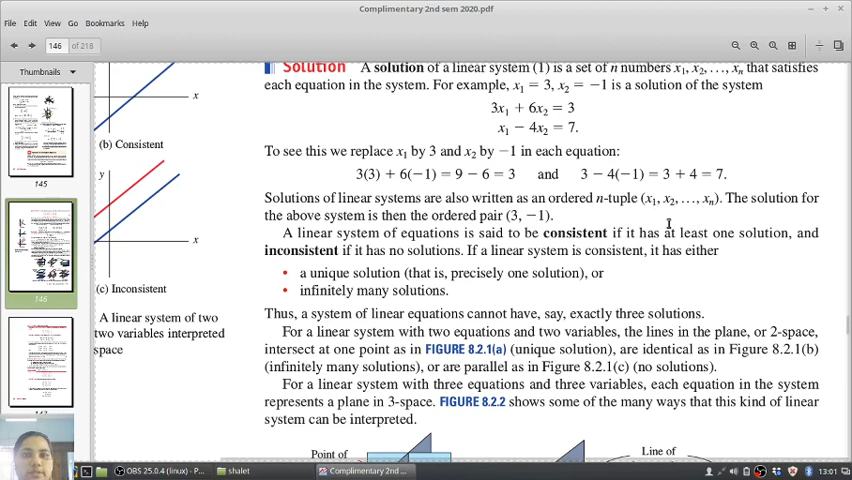 Complimentary 2nd sem 2020.pdf
File Edit View Go Bookmarks Help
146 of 218
Thumbnails
145
146
x
(b) Consistent
y
x
(c) Inconsistent
A linear system of two
two variables interpreted
space
Solution A solution of a linear system (1) is a set of n numbers x₁, x₂, …, xₙ that satisfies
each equation in the system. For example, x₁ = 3, x₂ = −1 is a solution of the system
3x₁ + 6x₂ = 3
x₁ − 4x₂ = 7.
To see this we replace x₁ by 3 and x₂ by −1 in each equation:
3(3) + 6(−1) = 9 − 6 = 3 and 3 − 4(−1) = 3 + 4 = 7.
Solutions of linear systems are also written as an ordered n-tuple (x₁, x₂, …, xₙ). The solution for
the above system is then the ordered pair (3, −1).
A linear system of equations is said to be consistent if it has at least one solution, and
inconsistent if it has no solutions. If a linear system is consistent, it has either
• a unique solution (that is, precisely one solution), or
• infinitely many solutions.
Thus, a system of linear equations cannot have, say, exactly three solutions.
For a linear system with two equations and two variables, the lines in the plane, or 2-space,
intersect at one point as in FIGURE 8.2.1(a) (unique solution), are identical as in Figure 8.2.1(b)
(infinitely many solutions), or are parallel as in Figure 8.2.1(c) (no solutions).
For a linear system with three equations and three variables, each equation in the system
represents a plane in 3-space. FIGURE 8.2.2 shows some of the many ways that this kind of linear
system can be interpreted.
Point of
Line of
OBS 25.0.4 (linux) - P...
shalet
Complimentary 2nd ...
13:01